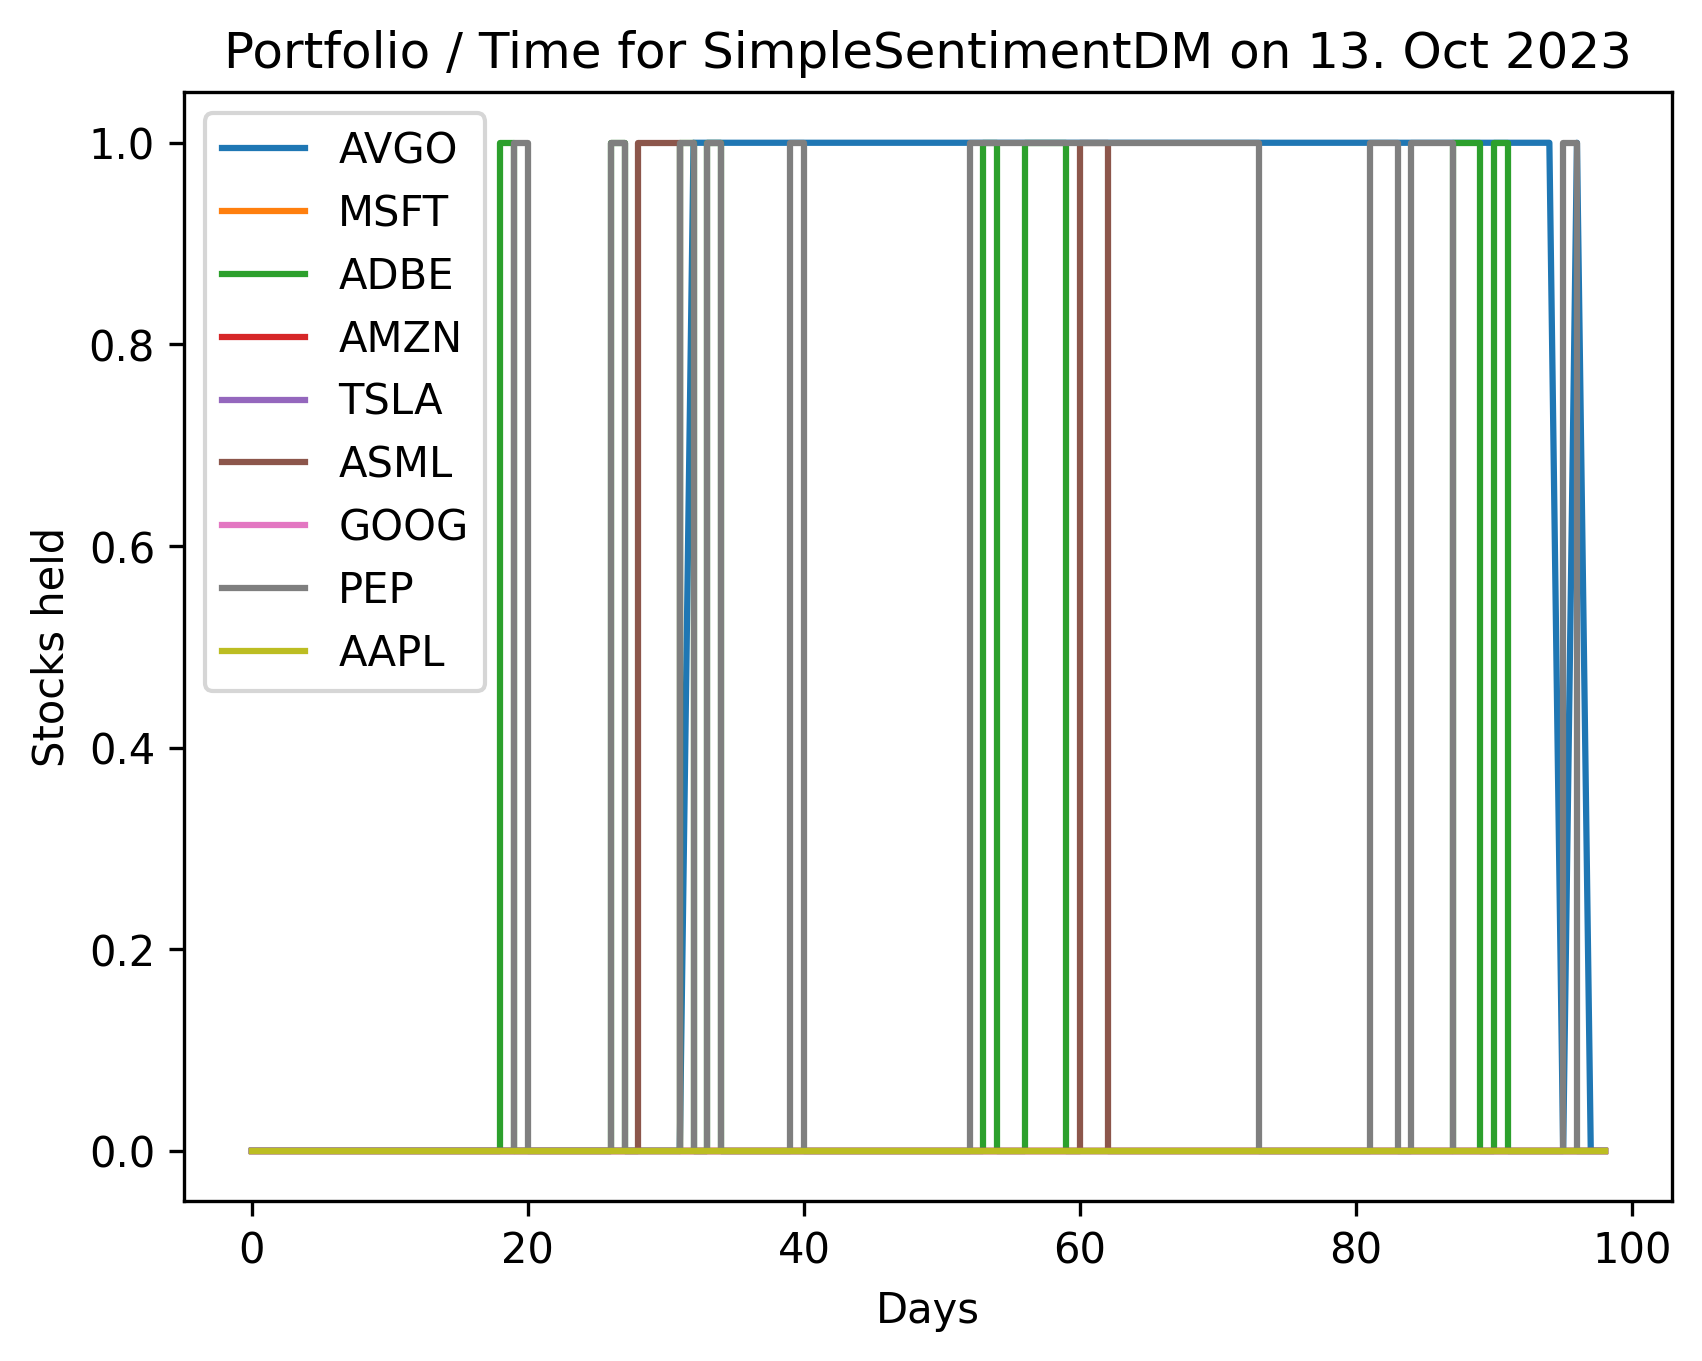 Portfolio / Time for SimpleSentimentDM on 13. Oct 2023
AVGO
MSFT
ADBE
AMZN
TSLA
ASML
GOOG
PEP
AAPL
1.0
0.8
0.6
0.4
0.2
0.0
Stocks held
0 20 40 60 80 100
Days